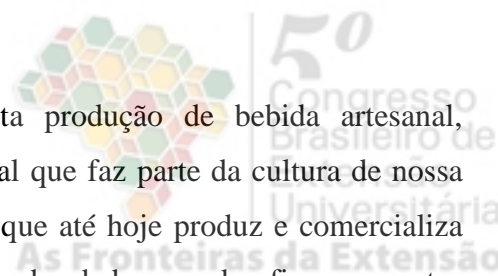 5º
Congresso
Brasileiro de
Extensão
Universitária
As Fronteiras da Extensão
ta produção de bebida artesanal,
al que faz parte da cultura de nossa
que até hoje produz e comercializa